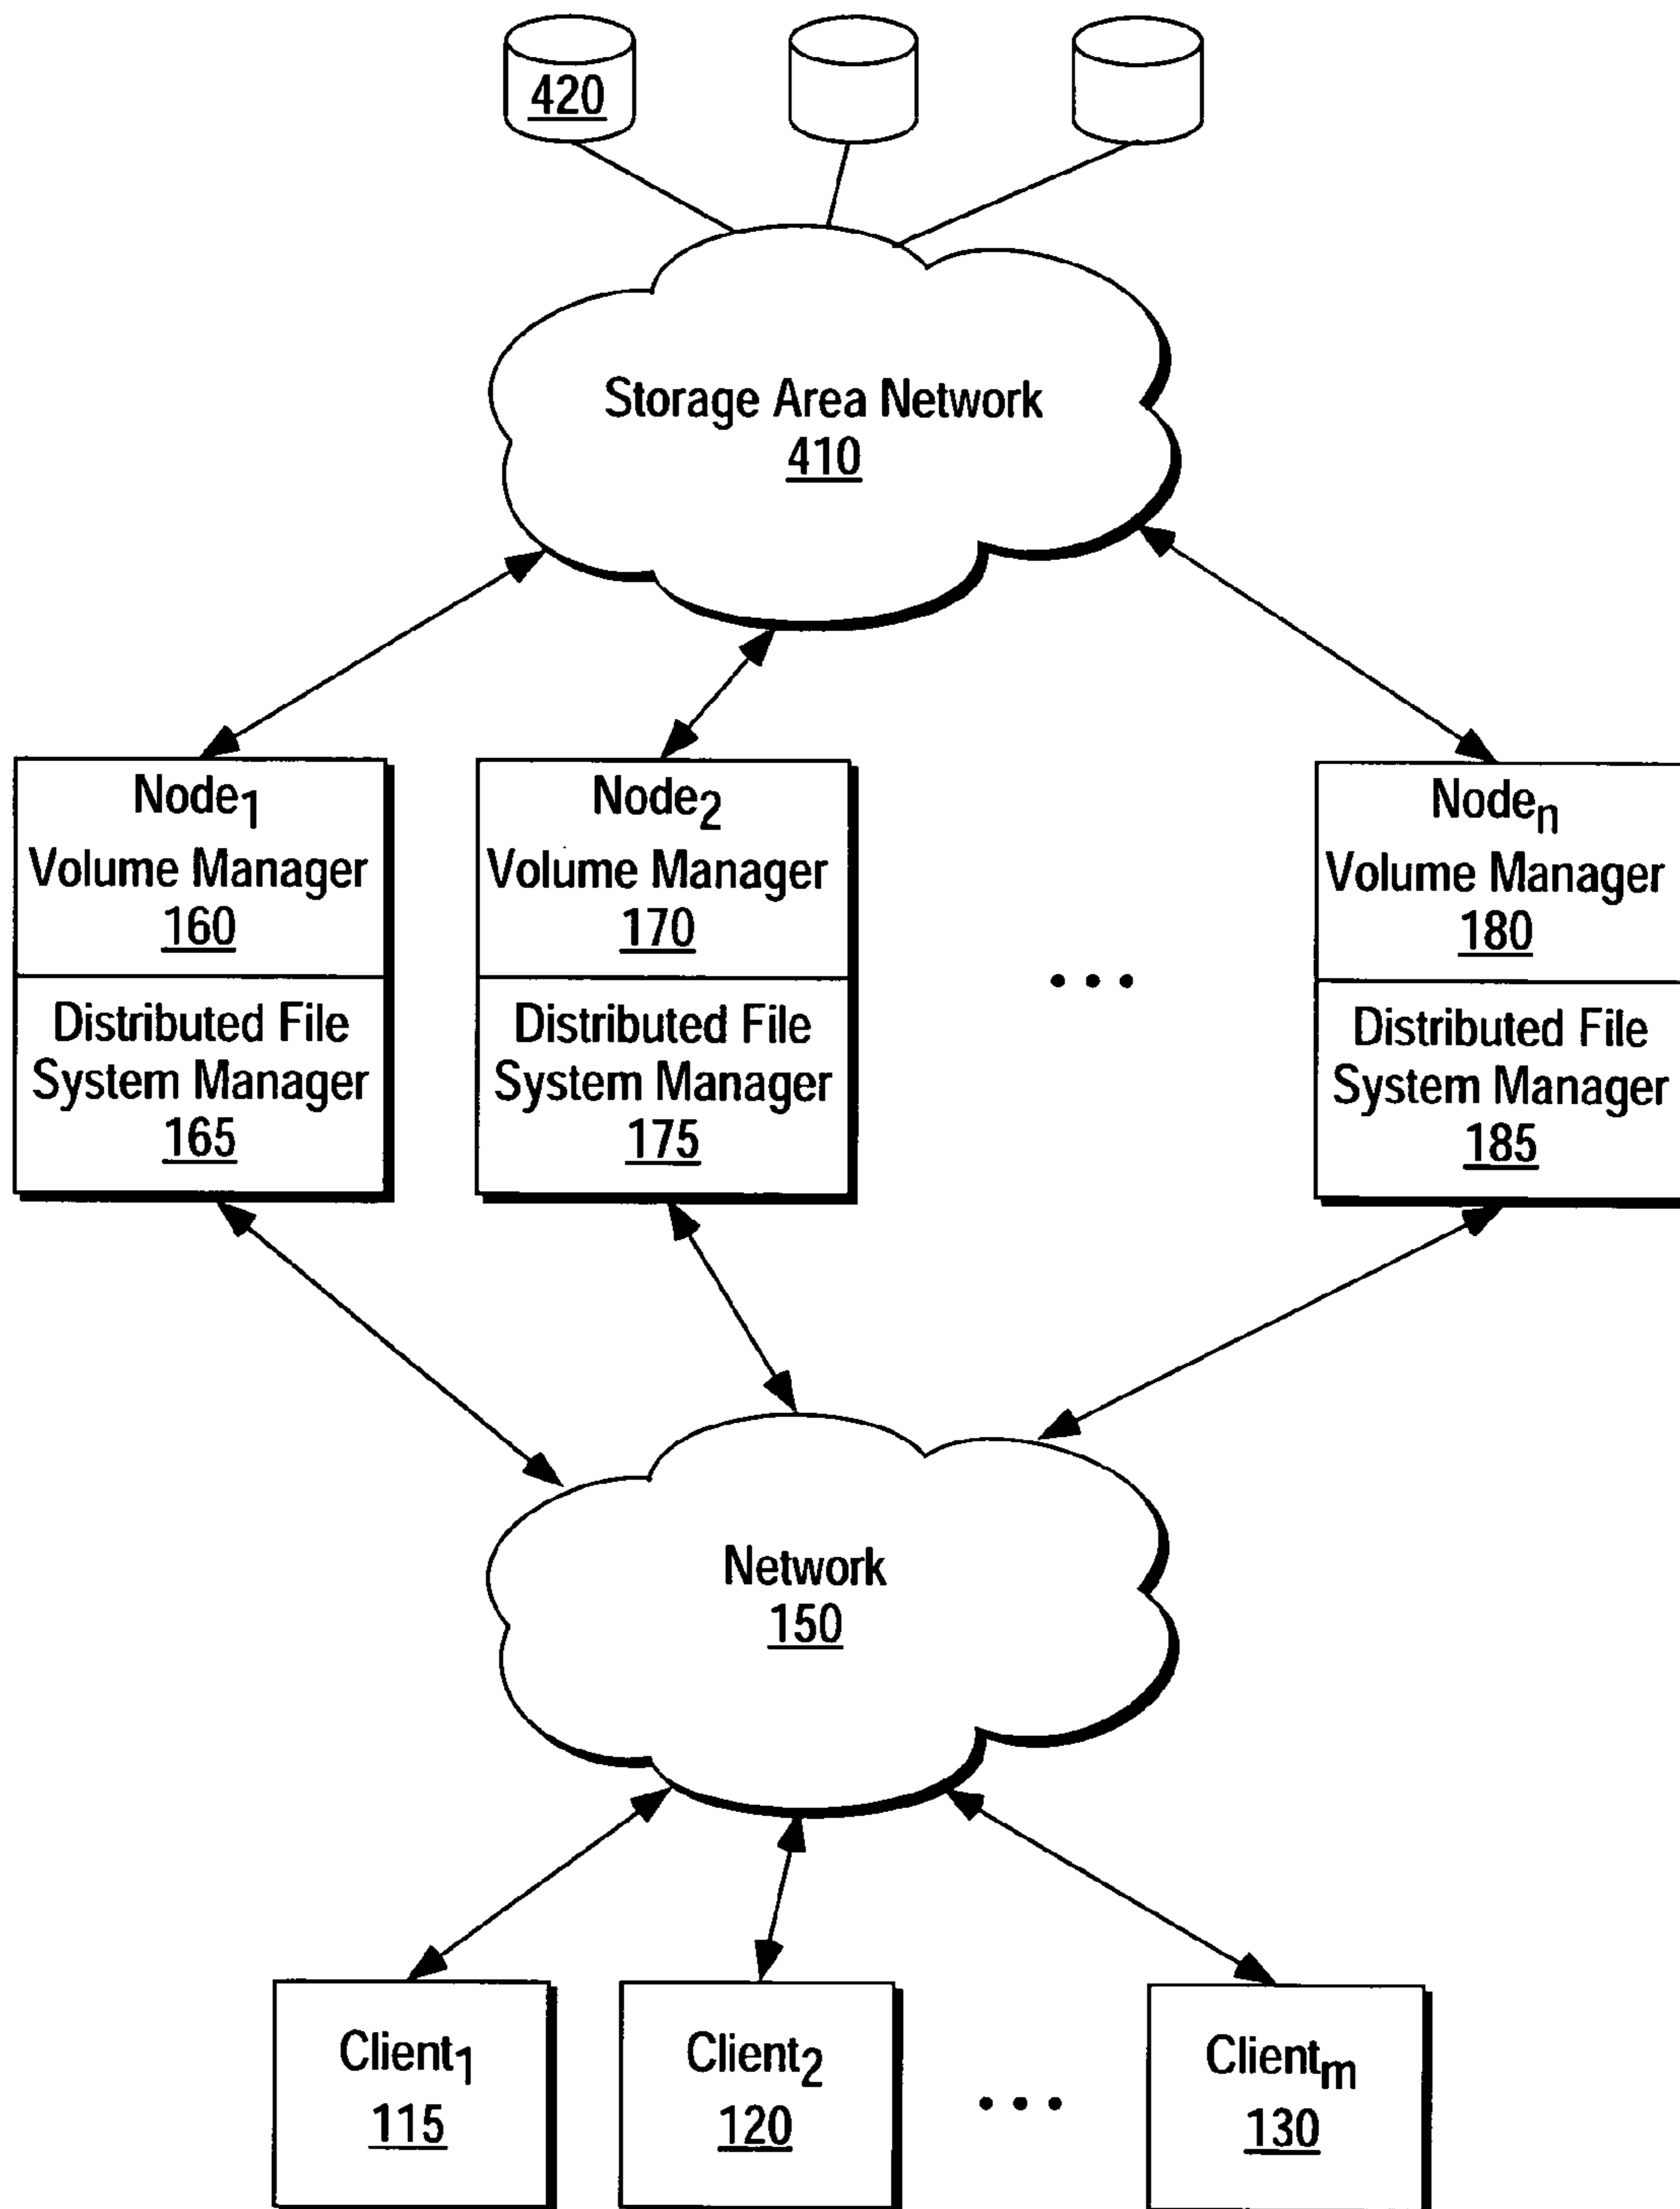 420
Storage Area Network
410
Node1
Volume Manager
160
Distributed File
System Manager
165
Node2
Volume Manager
170
Distributed File
System Manager
175
• • •
Noden
Volume Manager
180
Distributed File
System Manager
185
Network
150
Client1
115
Client2
120
• • •
Clientm
130